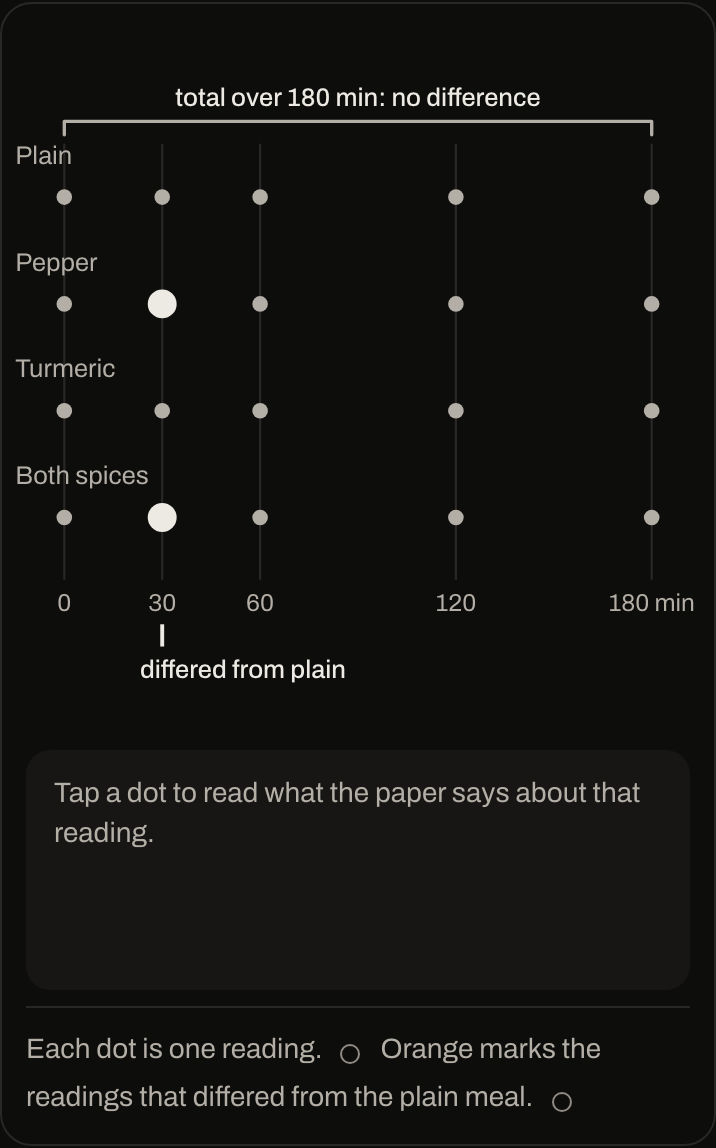 total over 180 min: no difference
Plain
Pepper
Turmeric
Both spices
0 30 60 120 180 min
differed from plain
Tap a dot to read what the paper says about that
reading.
Each dot is one reading. Orange marks the
readings that differed from the plain meal.